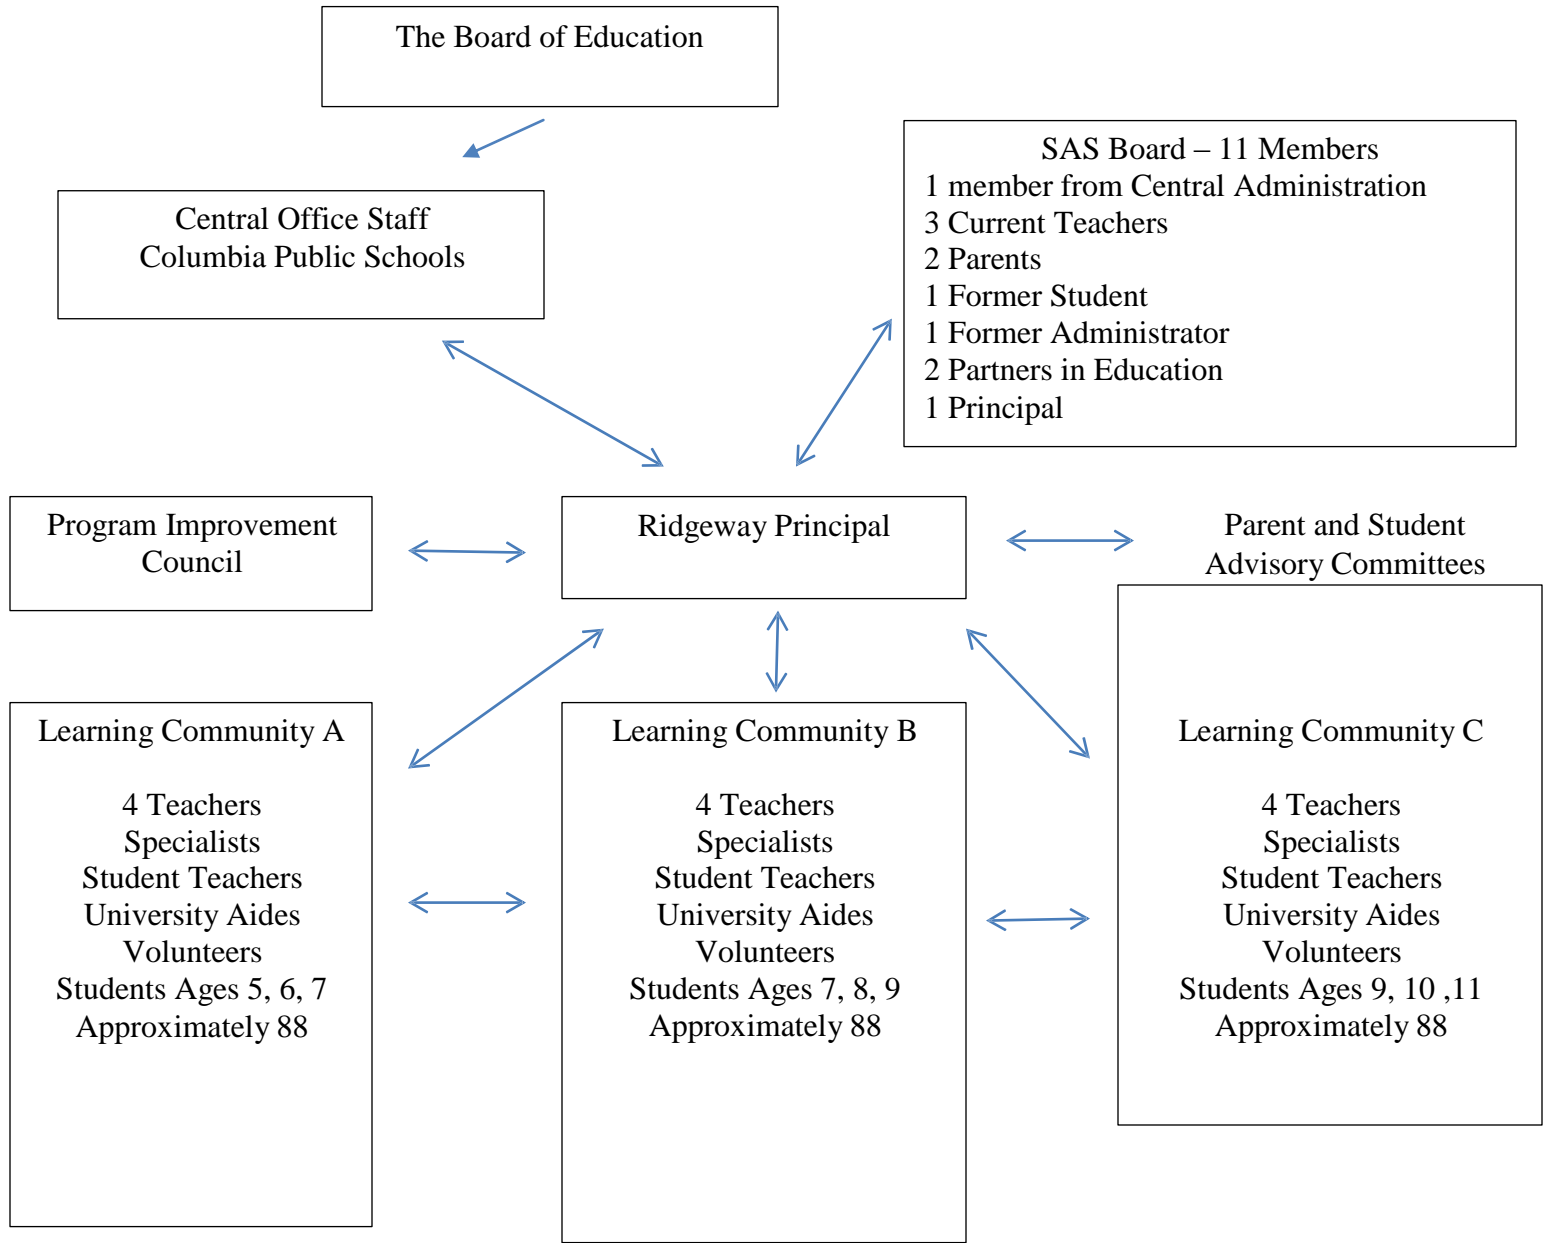 The Board of Education
SAS Board – 11 Members
1 member from Central Administration
3 Current Teachers
2 Parents
1 Former Student
1 Former Administrator
2 Partners in Education
1 Principal
Central Office Staff
Columbia Public Schools
Program Improvement
Council
Ridgeway Principal
Parent and Student
Advisory Committees
Learning Community A
4 Teachers
Specialists
Student Teachers
University Aides
Volunteers
Students Ages 5, 6, 7
Approximately 88
Learning Community B
4 Teachers
Specialists
Student Teachers
University Aides
Volunteers
Students Ages 7, 8, 9
Approximately 88
Learning Community C
4 Teachers
Specialists
Student Teachers
University Aides
Volunteers
Students Ages 9, 10 ,11
Approximately 88